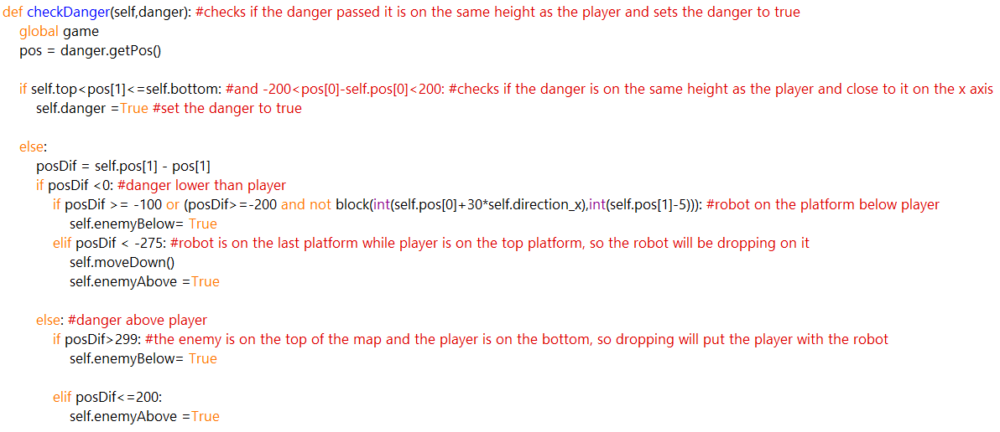 def checkDanger(self,danger): #checks if the danger passed it is on the same height as the player and sets the danger to true
global game
pos = danger.getPos()
if self.top<pos[1]<=self.bottom: #and -200<pos[0]-self.pos[0]<200: #checks if the danger is on the same height as the player and close to it on the x axis
self.danger =True #set the danger to true
else:
posDif = self.pos[1] - pos[1]
if posDif <0: #danger lower than player
if posDif >= -100 or (posDif>=-200 and not block(int(self.pos[0]+30*self.direction_x),int(self.pos[1]-5))): #robot on the platform below player
self.enemyBelow= True
elif posDif < -275: #robot is on the last platform while player is on the top platform, so the robot will be dropping on it
self.moveDown()
self.enemyAbove =True
else: #danger above player
if posDif>299: #the enemy is on the top of the map and the player is on the bottom, so dropping will put the player with the robot
self.enemyBelow= True
elif posDif<=200:
self.enemyAbove =True